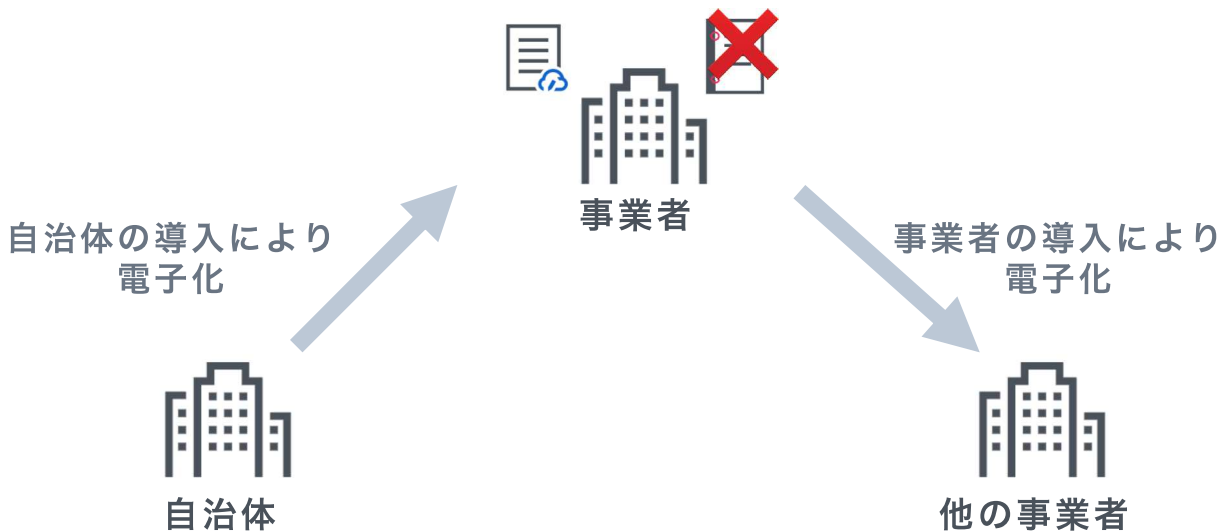 事業者
自治体の導入により
電子化
事業者の導入により
電子化
自治体
他の事業者